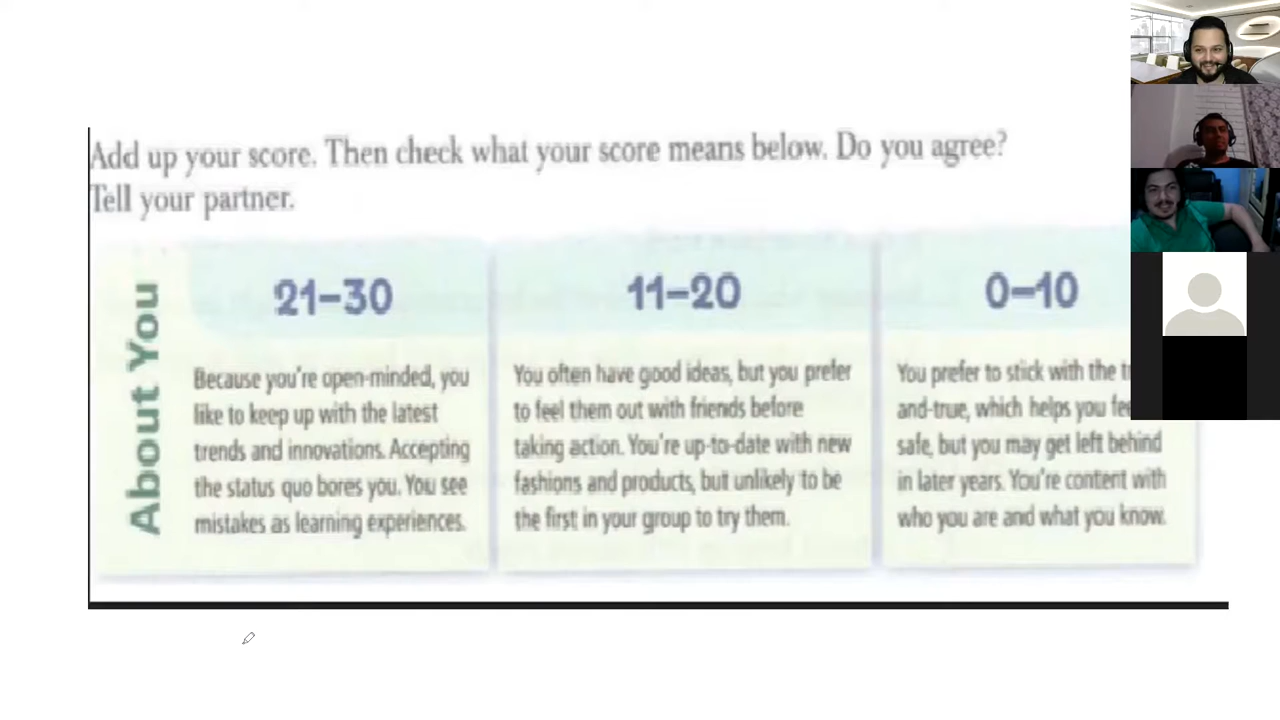 Add up your score. Then check what your score means below. Do you agree?
Tell your partner.
About You
21–30
Because you're open-minded, you
like to keep up with the latest
trends and innovations. Accepting
the status quo bores you. You see
mistakes as learning experiences.
11–20
You often have good ideas, but you prefer
to feel them out with friends before
taking action. You're up-to-date with new
fashions and products, but unlikely to be
the first in your group to try them.
0–10
You prefer to stick with the
and-true, which helps you
safe, but you may get left behind
in later years. You're content with
who you are and what you know.